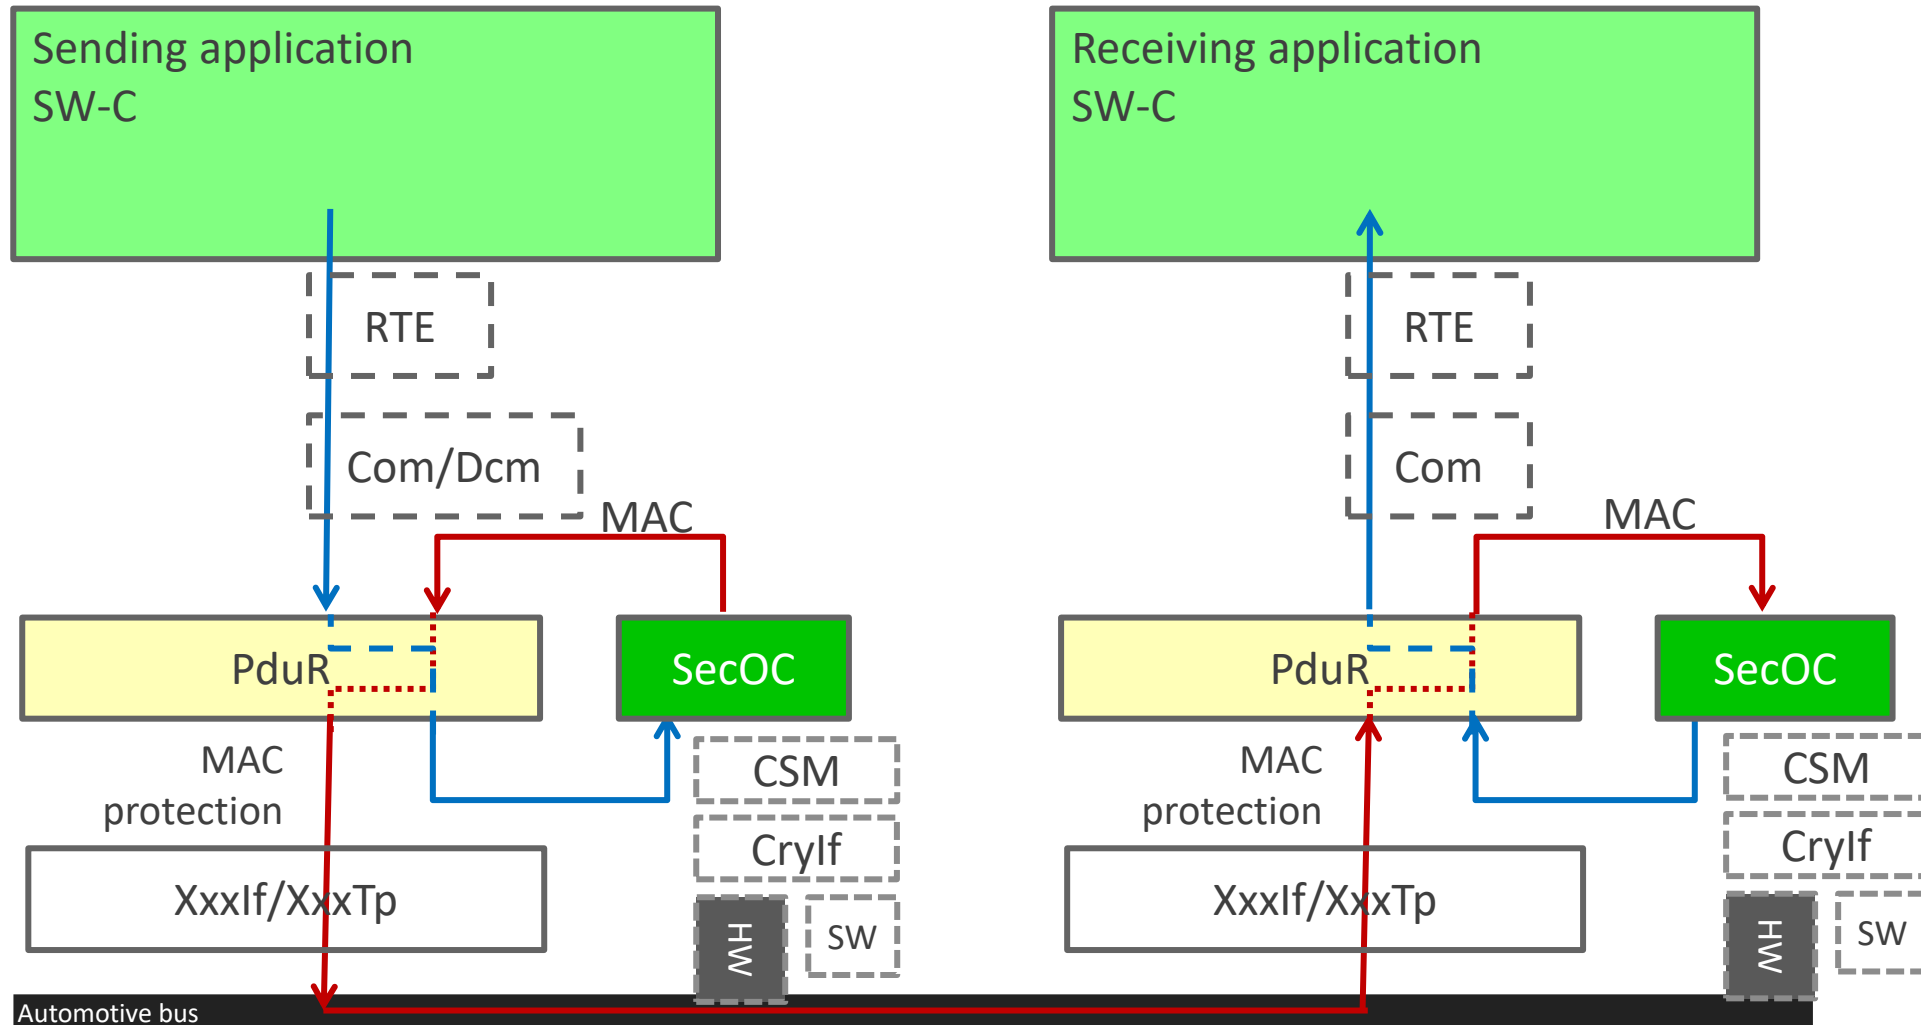 Sending application
SW-C
RTE
Com/Dcm
MAC
PduR
SecOC
MAC
protection
CSM
CryIf
XxxIf/XxxTp
HW
SW
Receiving application
SW-C
RTE
Com
MAC
PduR
SecOC
MAC
protection
CSM
CryIf
XxxIf/XxxTp
HW
SW
Automotive bus